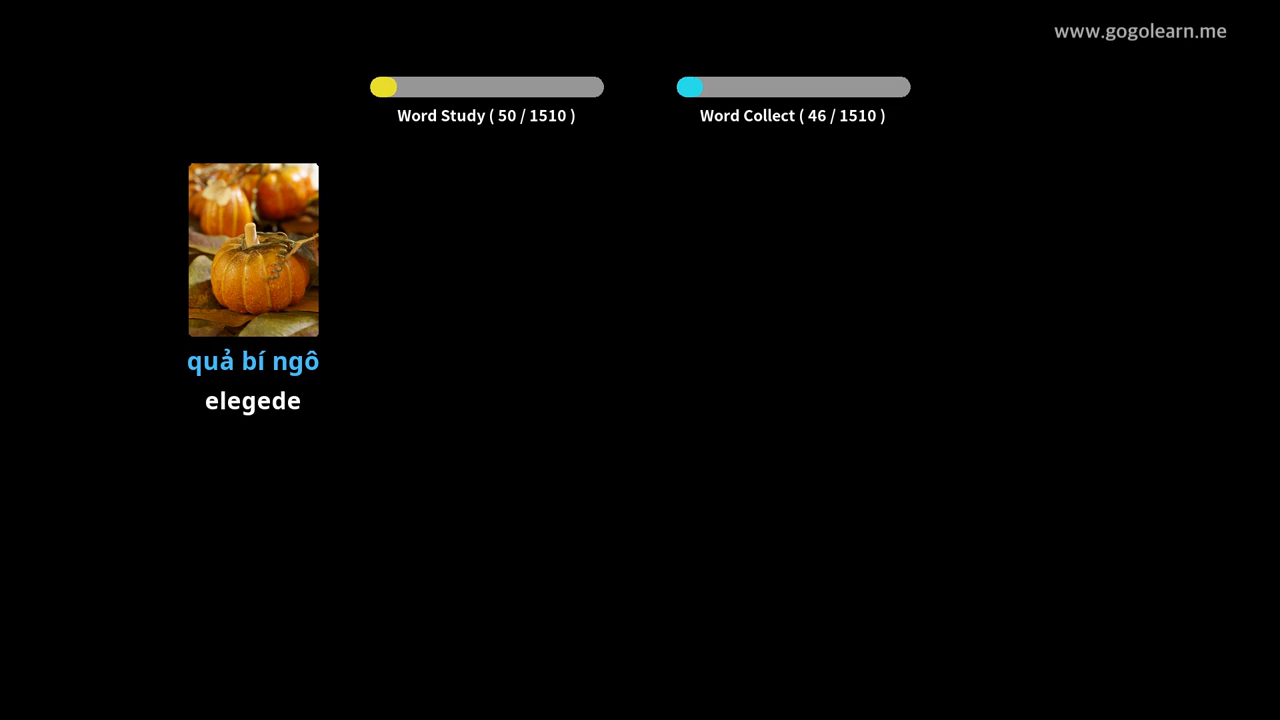 www.gogolearn.me
Word Study ( 50 / 1510 )
Word Collect ( 46 / 1510 )
quả bí ngô
elegede